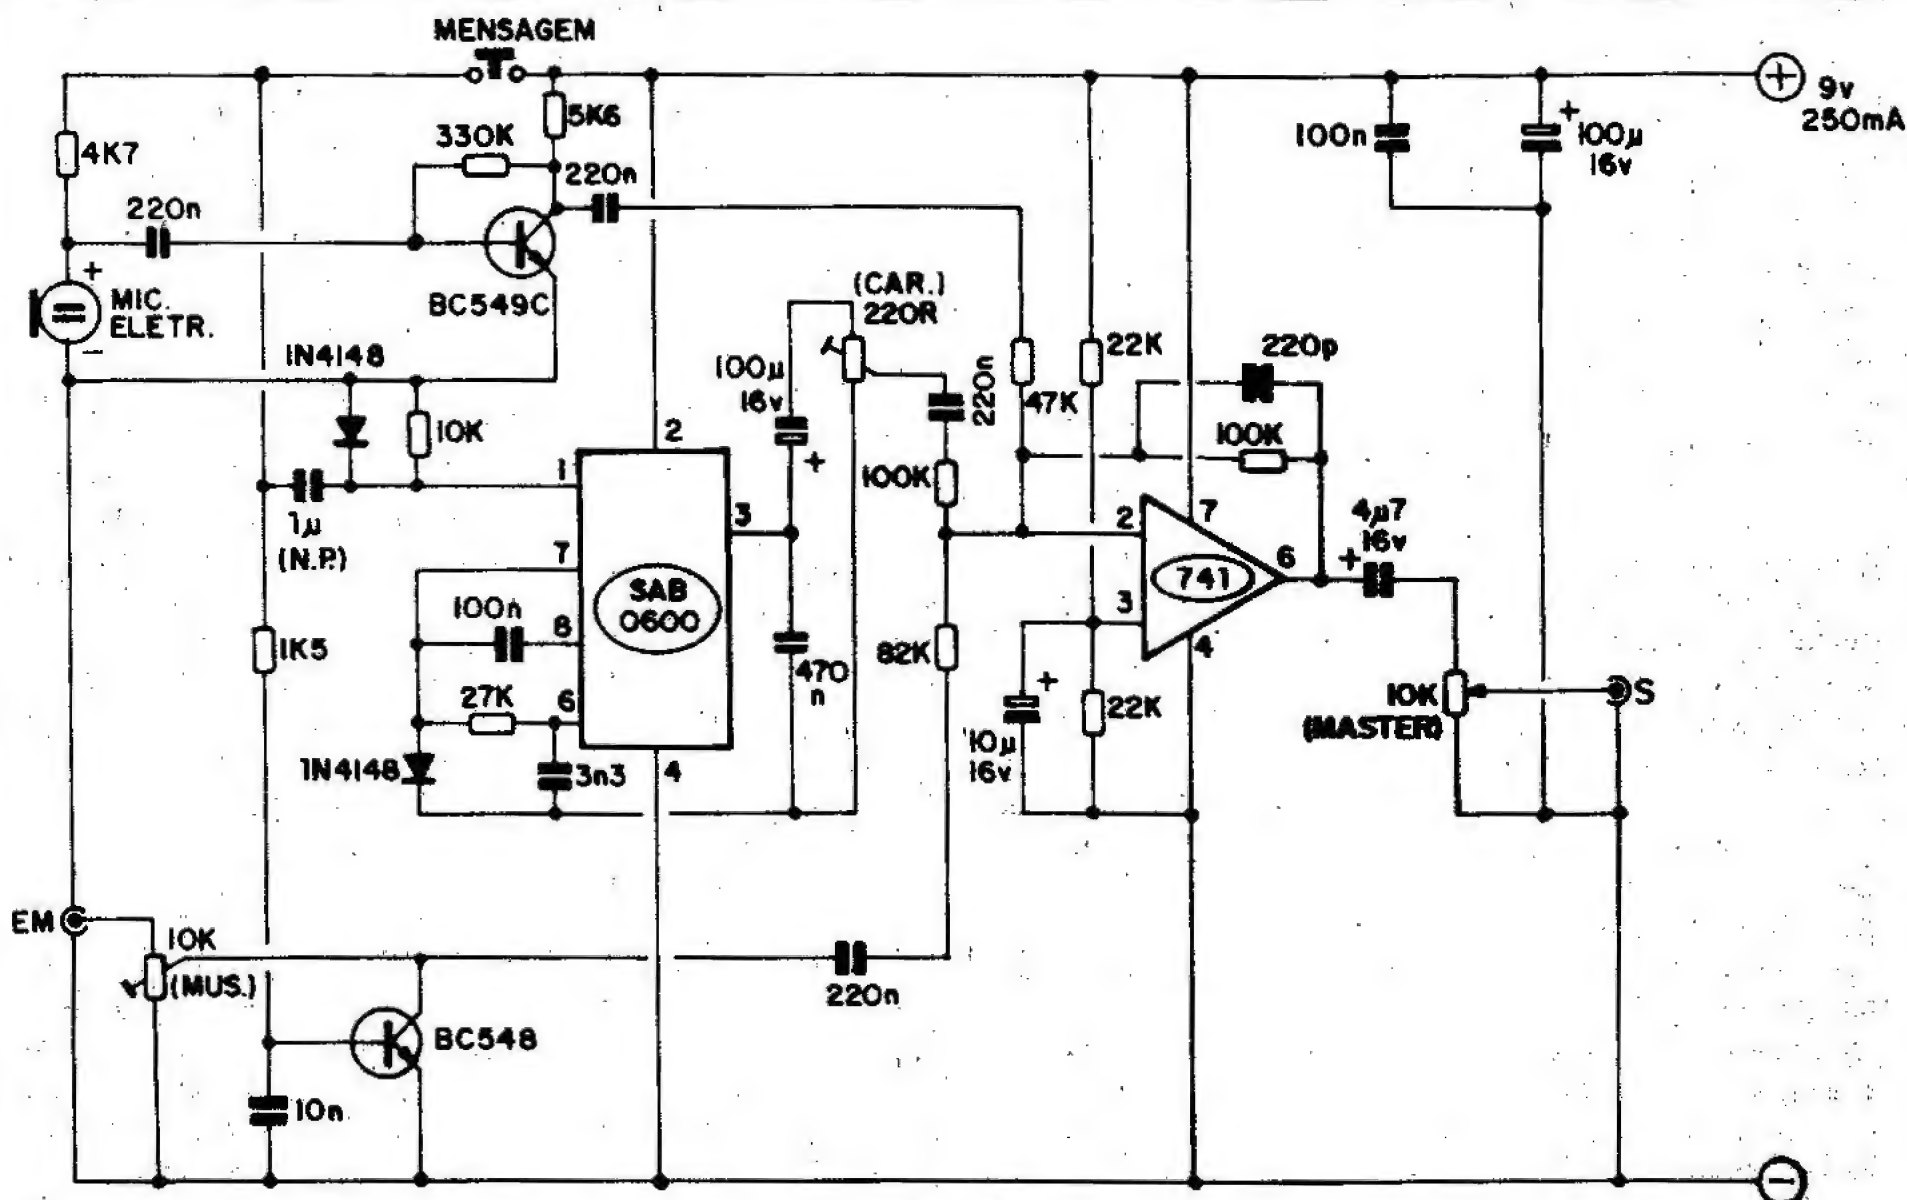 MENSAGEM
9v
250mA
5K6
330K
100n
+
100µ
16v
4K7
220n
220n
+
MIC.
ELETR.
-
BC549C
(CAR.)
220R
1N4148
22K
220p
100µ
16v
+
220n
47K
10K
2
100K
100K
1
3
2
7
4µ7
16v
+
1µ
(N.P.)
7
SAB
0600
741
6
100n
8
3
1K5
82K
4
27K
6
470
n
+
22K
10K
(MASTER)
S
10µ
16v
1N4148
3n3
4
EM
10K
(MUS.)
220n
BC548
10n